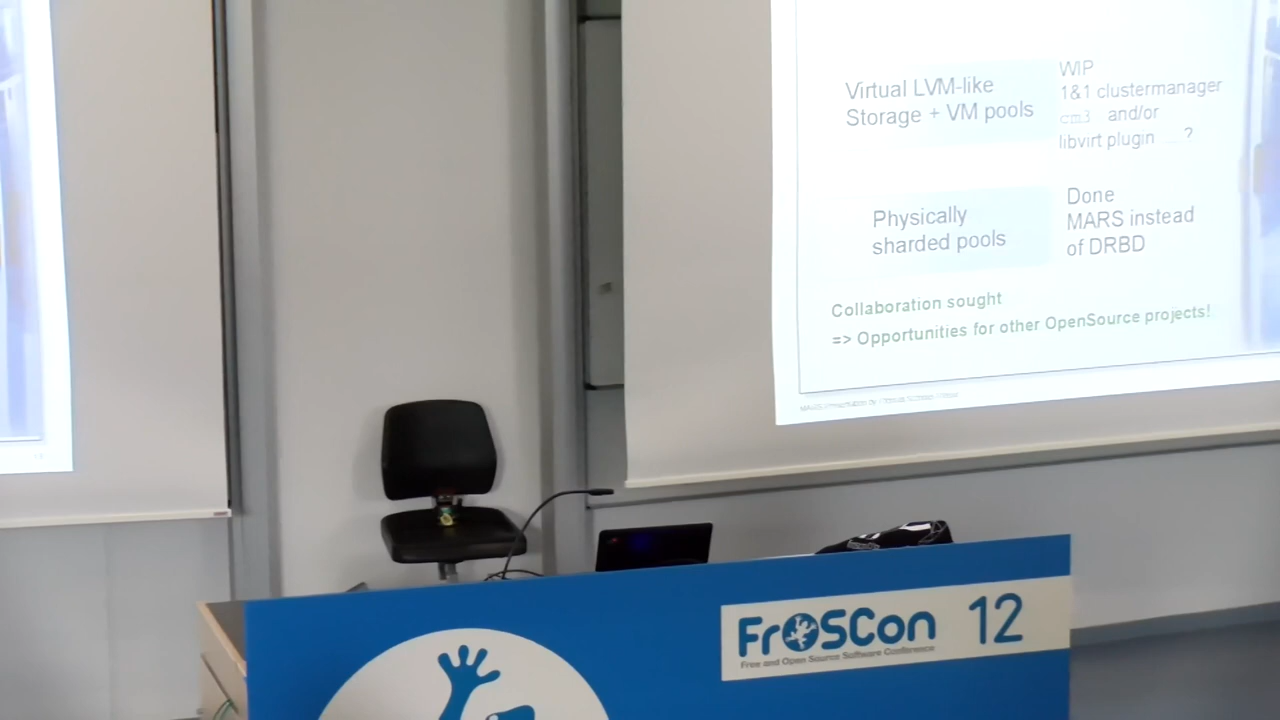 Virtual LVM-like
Storage + VM pools
WIP
1&1 clustermanager
cm3 and/or
libvirt plugin ... ?
Physically
sharded pools
Done
MARS instead
of DRBD
Collaboration sought
=> Opportunities for other OpenSource projects!
FrOSCon 12
Free and Open Source Software Conference